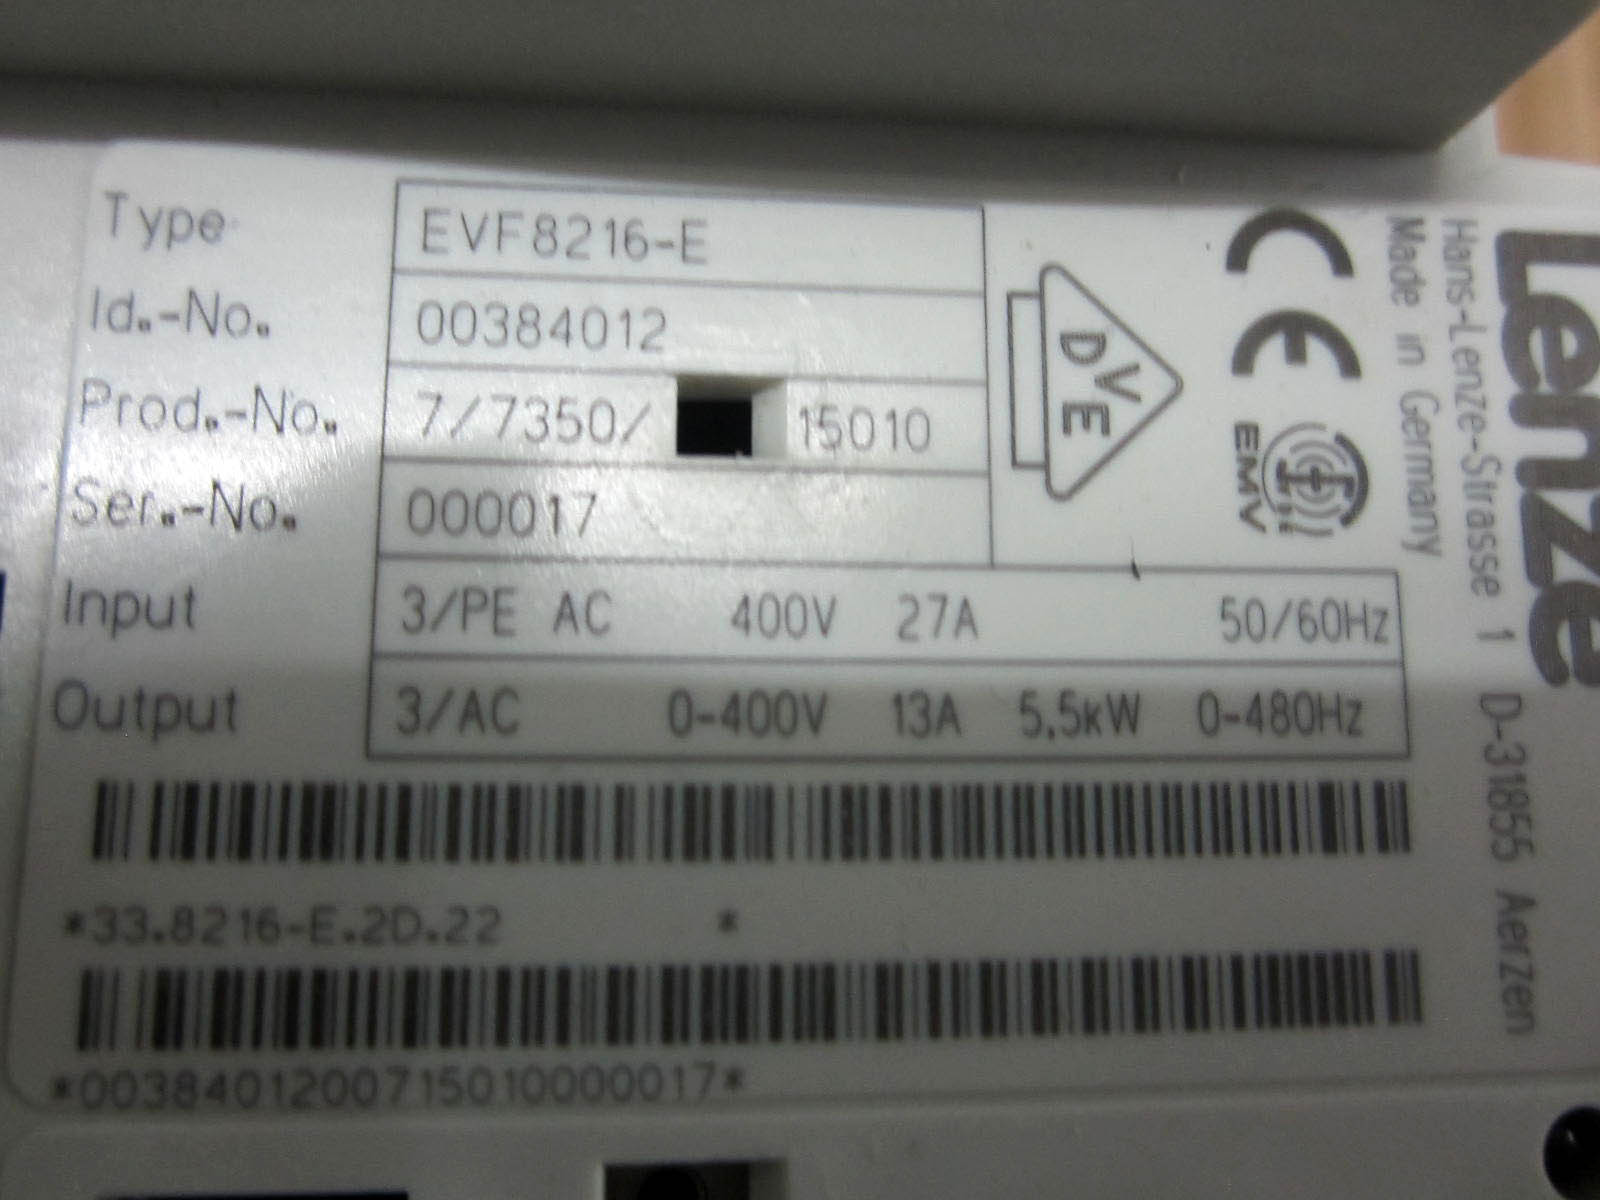 Type EVF8216-E
Id.-No. 00384012
Prod.-No. 7/7350/ 15010
Ser.-No. 000017
Input 3/PE AC 400V 27A 50/60Hz
Output 3/AC 0-400V 13A 5,5kW 0-480Hz
*33.8216-E.2D.22 *
*003840120071501000​0017*
VDE
CE
EMV
Lenze
Hans-Lenze-Strasse 1 D-31855 Aerzen
Made in Germany